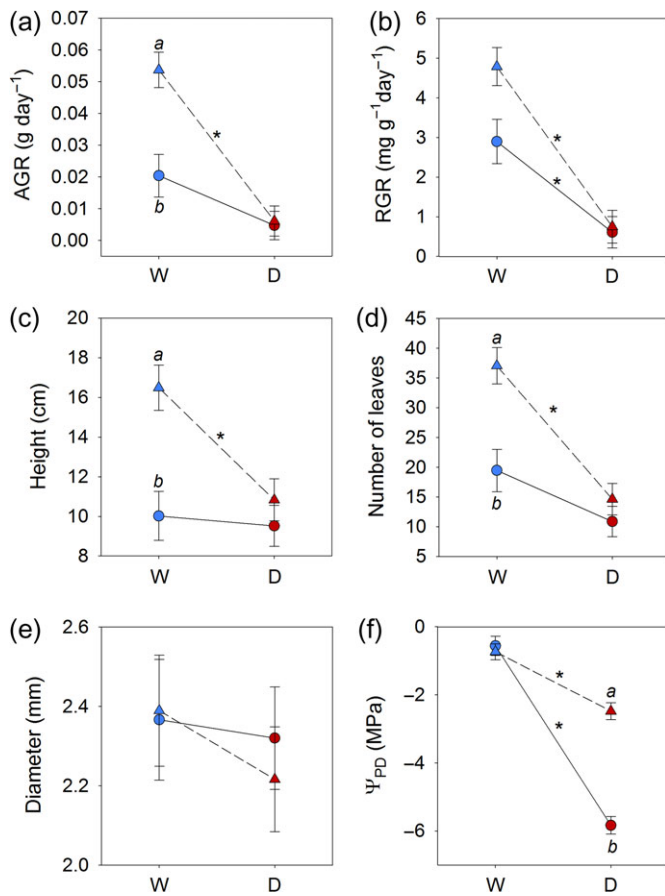 (a)
0.07
0.06
0.05
0.04
0.03
0.02
0.01
0.00
AGR (g day⁻¹)
a
*
b
W
D
(b)
6
5
4
3
2
1
0
RGR (mg g⁻¹day⁻¹)
*
*
W
D
(c)
20
18
16
14
12
10
8
Height (cm)
a
*
b
W
D
(d)
45
40
35
30
25
20
15
10
5
Number of leaves
a
*
b
W
D
(e)
2.6
2.4
2.2
2.0
Diameter (mm)
W
D
(f)
0
−2
−4
−6
Ψ_PD (MPa)
*
*
a
b
W
D